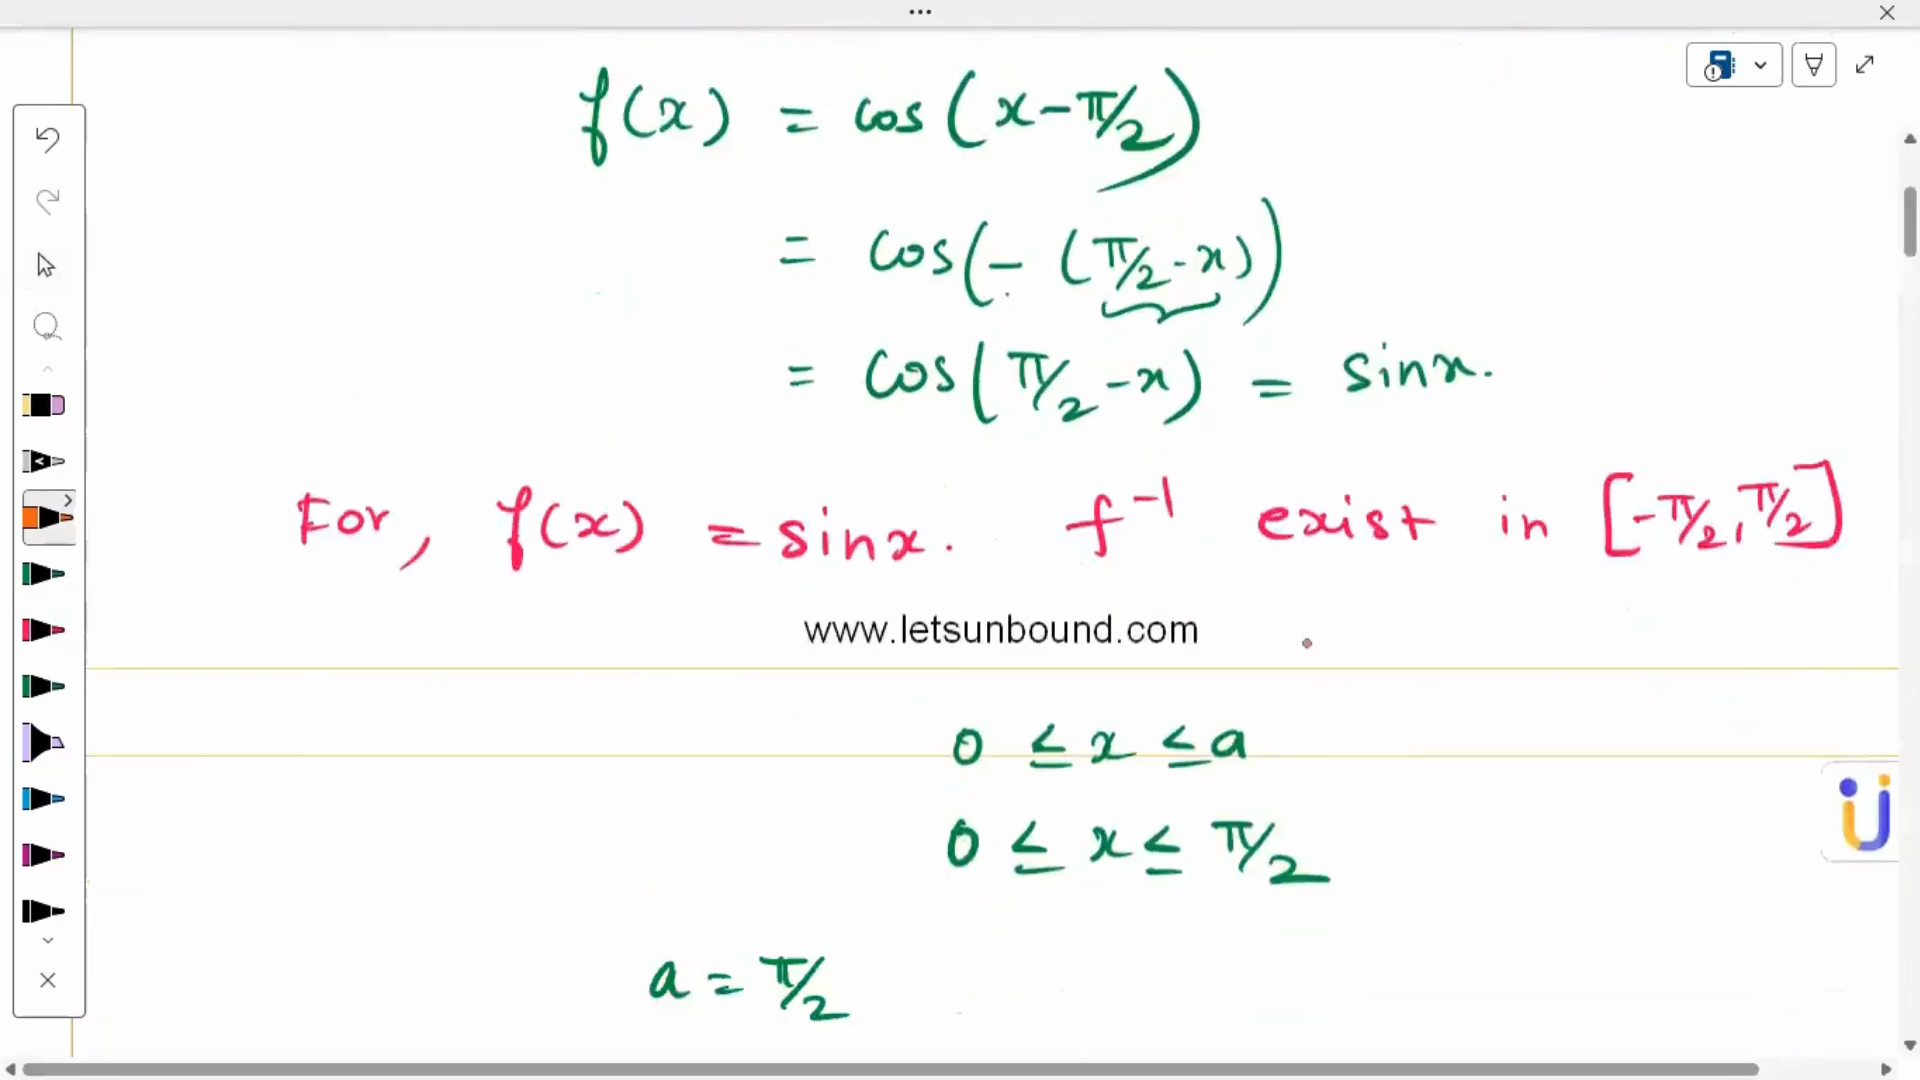 f(x) = cos(x-π/2)
= cos(- (π/2-x))
= cos(π/2-x) = sinx.
For, f(x) = sinx. f⁻¹ exist in [-π/2, π/2]
www.letsunbound.com
0 ≤ x ≤ a
0 ≤ x ≤ π/2
a = π/2